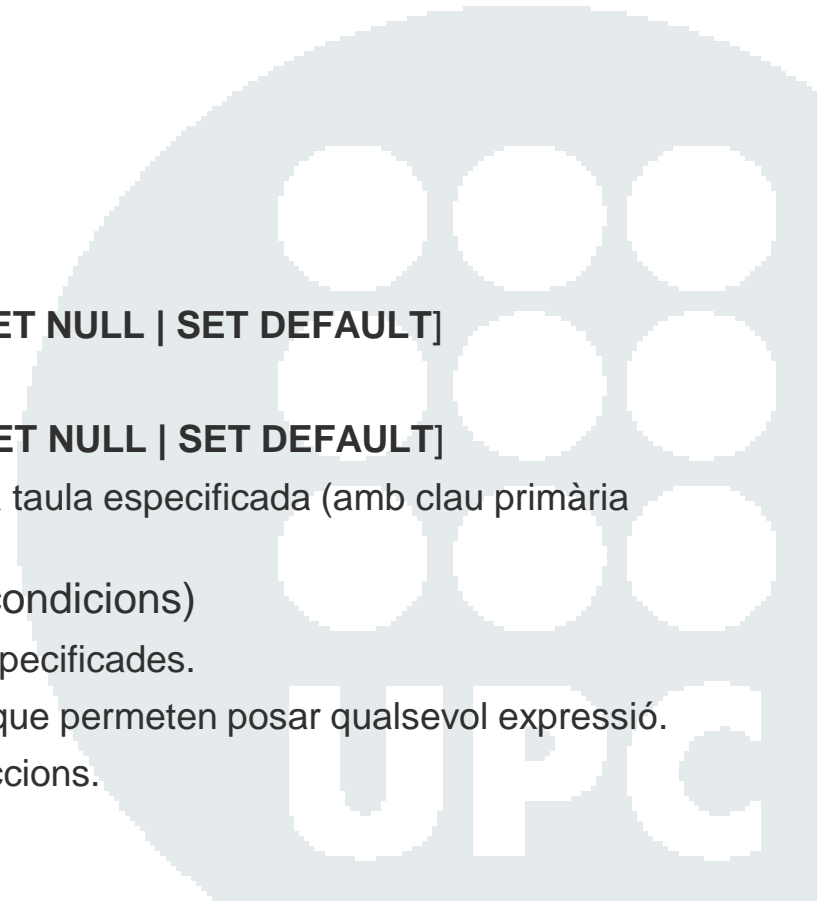 ET NULL | SET DEFAULT]
ET NULL | SET DEFAULT]
taula especificada (amb clau primària
condicions)
pecificades.
que permeten posar qualsevol expressió.
ccions.
UPC